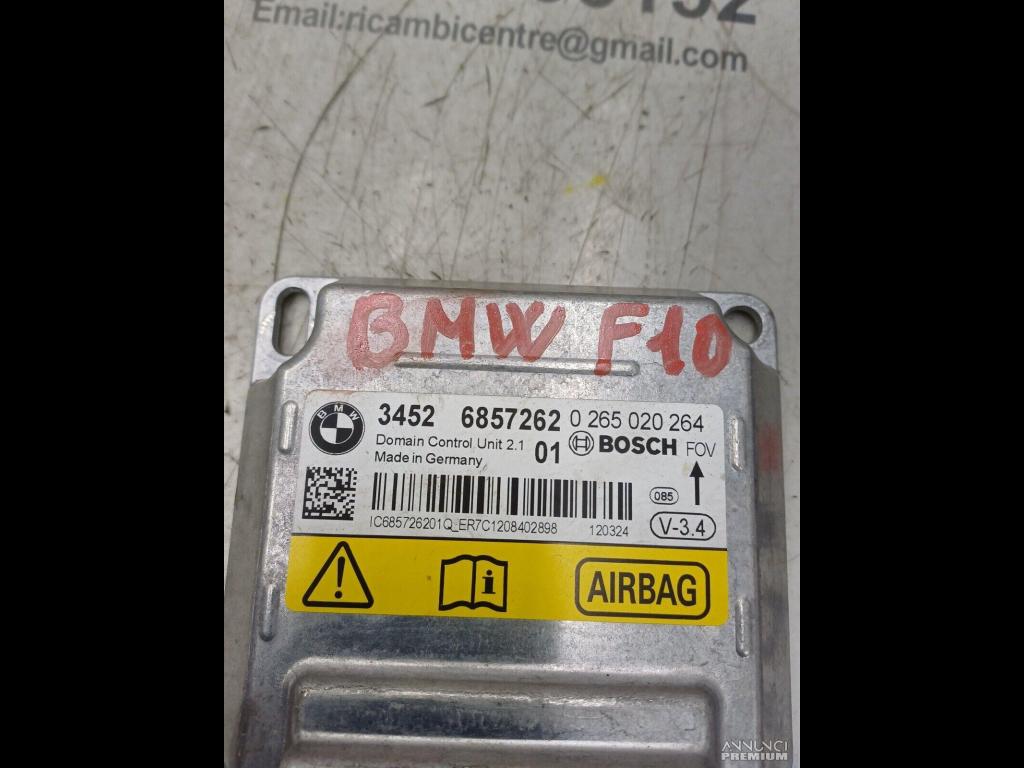 Email:ricambicentre@gmail.com
BMW F10
BMW
3452 6857262 0 265 020 264
Domain Control Unit 2.1 01 BOSCH FOV
Made in Germany
085
IC685726201Q_ER7C1208402898 120324 V-3.4
AIRBAG
ANNUNCI
PREMIUM